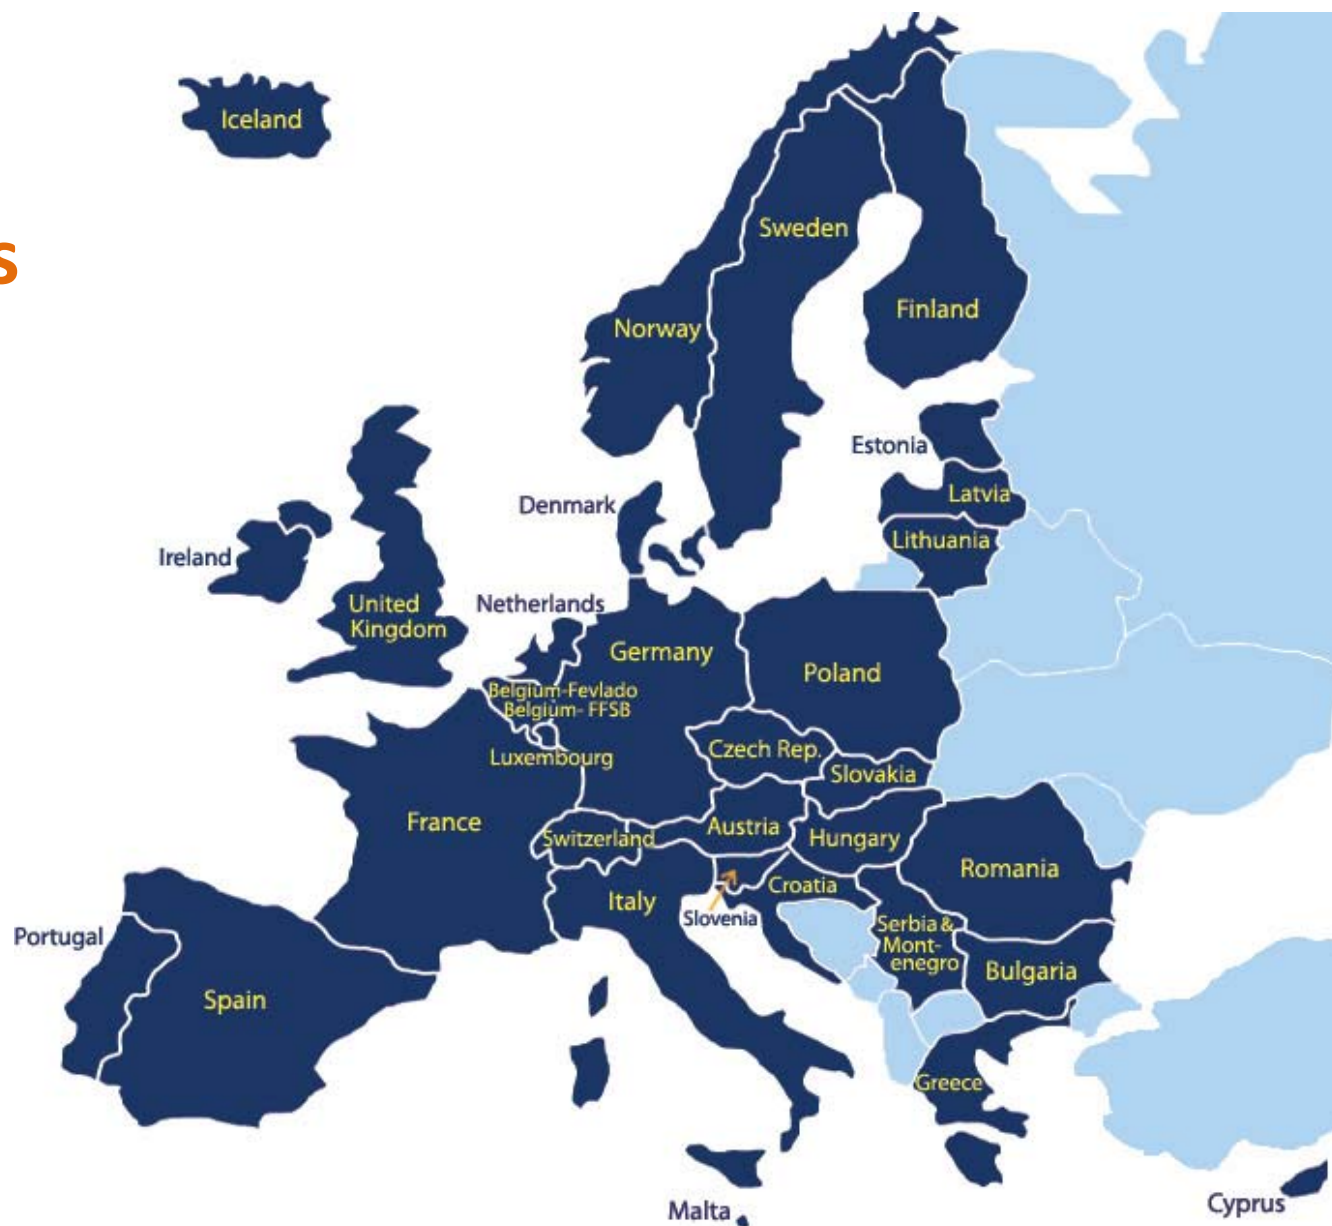 Iceland
s
Sweden
Finland
Norway
Estonia
Latvia
Denmark
Lithuania
Ireland
Netherlands
United
Kingdom
Germany
Poland
Belgium-Fevlado
Belgium- FFSB
Czech Rep.
Luxembourg
Slovakia
France
Switzerland
Austria
Hungary
Romania
Croatia
Italy
Slovenia
Serbia &
Mont-
enegro
Portugal
Bulgaria
Spain
Greece
Malta
Cyprus